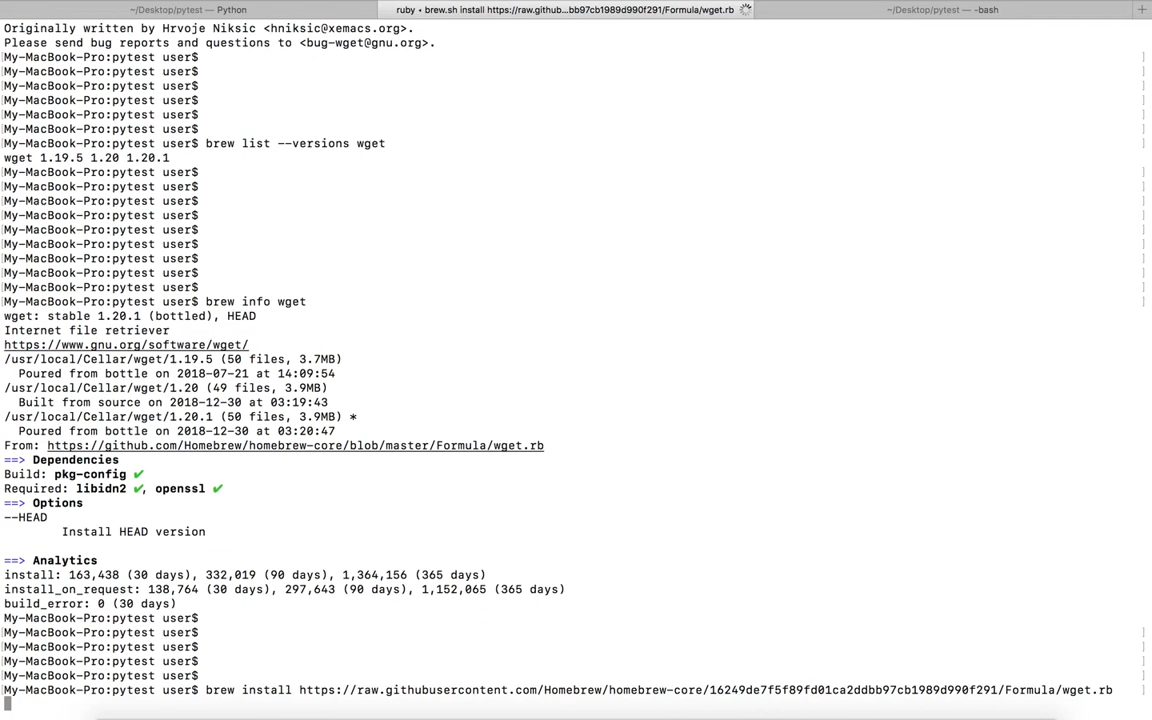 ~/Desktop/pytest — Python
ruby • brew.sh install https://raw.github...bb97cb1989d990f291/Formula/wget.rb
~/Desktop/pytest — -bash
+
Originally written by Hrvoje Niksic <hniksic@xemacs.org>.
Please send bug reports and questions to <bug-wget@gnu.org>.
[My-MacBook-Pro:pytest user$ ]
[My-MacBook-Pro:pytest user$ ]
[My-MacBook-Pro:pytest user$ ]
[My-MacBook-Pro:pytest user$ ]
[My-MacBook-Pro:pytest user$ ]
[My-MacBook-Pro:pytest user$ ]
[My-MacBook-Pro:pytest user$ brew list --versions wget ]
wget 1.19.5 1.20 1.20.1
[My-MacBook-Pro:pytest user$ ]
[My-MacBook-Pro:pytest user$ ]
[My-MacBook-Pro:pytest user$ ]
[My-MacBook-Pro:pytest user$ ]
[My-MacBook-Pro:pytest user$ ]
[My-MacBook-Pro:pytest user$ ]
[My-MacBook-Pro:pytest user$ ]
[My-MacBook-Pro:pytest user$ ]
[My-MacBook-Pro:pytest user$ ]
[My-MacBook-Pro:pytest user$ brew info wget ]
wget: stable 1.20.1 (bottled), HEAD
Internet file retriever
https://www.gnu.org/software/wget/
/usr/local/Cellar/wget/1.19.5 (50 files, 3.7MB)
Poured from bottle on 2018-07-21 at 14:09:54
/usr/local/Cellar/wget/1.20 (49 files, 3.9MB)
Built from source on 2018-12-30 at 03:19:43
/usr/local/Cellar/wget/1.20.1 (50 files, 3.9MB) *
Poured from bottle on 2018-12-30 at 03:20:47
From: https://github.com/Homebrew/homebrew-core/blob/master/Formula/wget.rb
==> Dependencies
Build: pkg-config ✔
Required: libidn2 ✔, openssl ✔
==> Options
--HEAD
Install HEAD version
==> Analytics
install: 163,438 (30 days), 332,019 (90 days), 1,364,156 (365 days)
install_on_request: 138,764 (30 days), 297,643 (90 days), 1,152,065 (365 days)
build_error: 0 (30 days)
[My-MacBook-Pro:pytest user$ ]
[My-MacBook-Pro:pytest user$ ]
[My-MacBook-Pro:pytest user$ ]
[My-MacBook-Pro:pytest user$ ]
[My-MacBook-Pro:pytest user$ ]
[My-MacBook-Pro:pytest user$ brew install https://raw.githubusercontent.com/Homebrew/homebrew-core/16249de7f5f89fd01ca2ddbb97cb1989d990f291/Formula/wget.rb ]